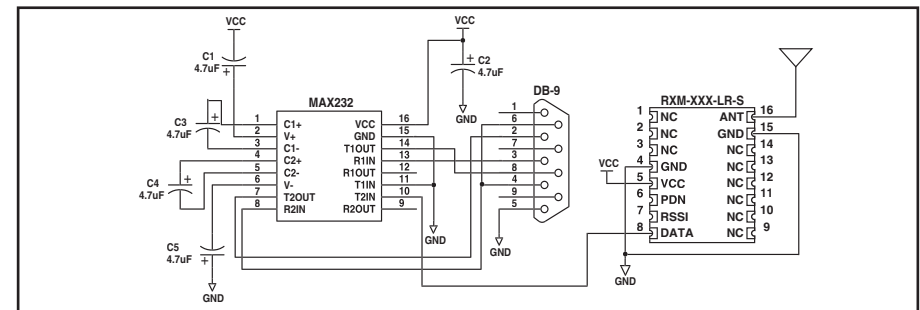 VCC
C1
4.7uF
+
C3
4.7uF
+
C4
4.7uF
+
C5
4.7uF
+
GND
MAX232
1 C1+
2 V+
3 C1-
4 C2+
5 C2-
6 V-
7 T2OUT
8 R2IN
VCC 16
GND 15
T1OUT 14
R1IN 13
R1OUT 12
T1IN 11
T2IN 10
R2OUT 9
VCC
+
C2
4.7uF
GND
GND
DB-9
1
6
2
7
3
8
4
9
5
GND
RXM-XXX-LR-S
1 NC
2 NC
3 NC
4 GND
5 VCC
6 PDN
7 RSSI
8 DATA
ANT 16
GND 15
NC 14
NC 13
NC 12
NC 11
NC 10
NC 9
VCC
GND